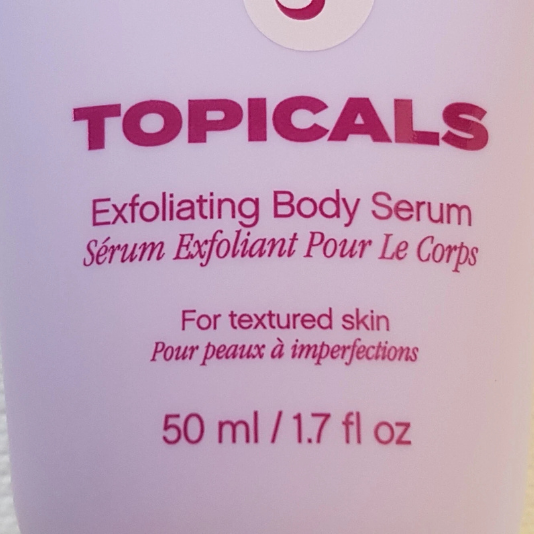 TOPICALS
Exfoliating Body Serum
Sérum Exfoliant Pour Le Corps
For textured skin
Pour peaux à imperfections
50 ml / 1.7 fl oz